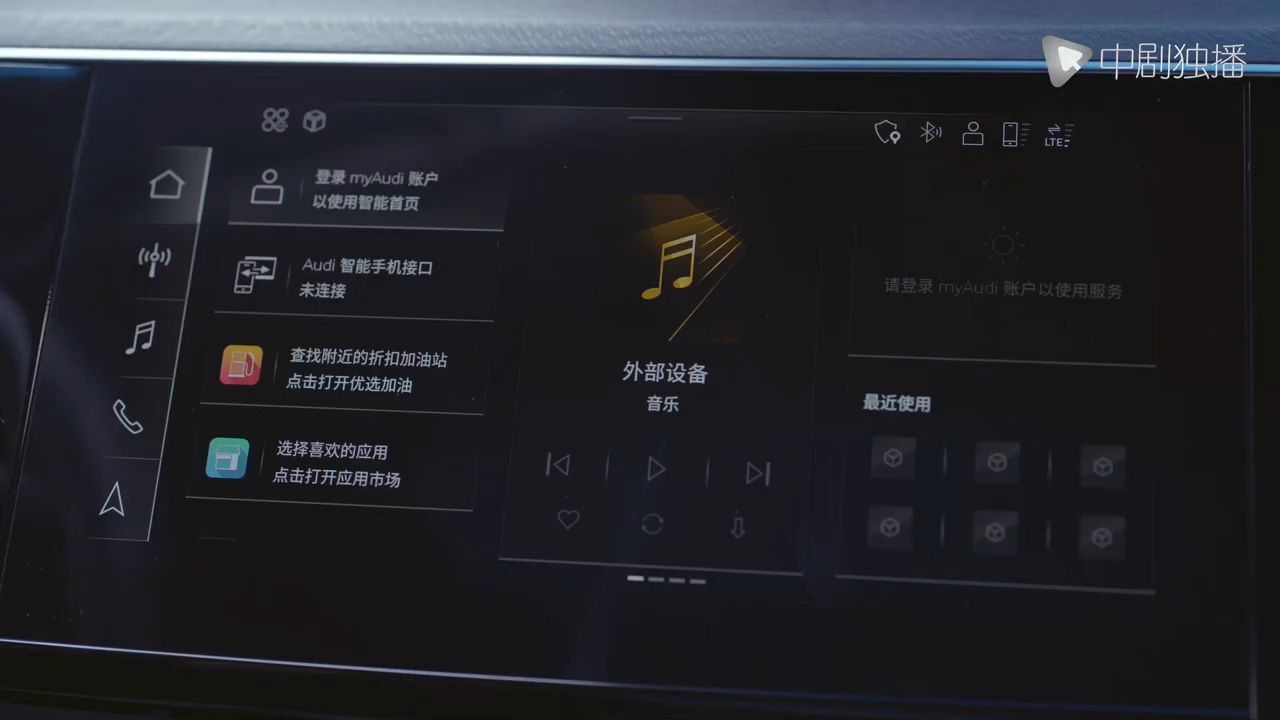 中剧独播
LTE
登录 myAudi 账户
以使用智能首页
Audi 智能手机接口
未连接
查找附近的折扣加油站
点击打开优选加油
选择喜欢的应用
点击打开应用市场
外部设备
音乐
请登录 myAudi 账户以使用服务
最近使用